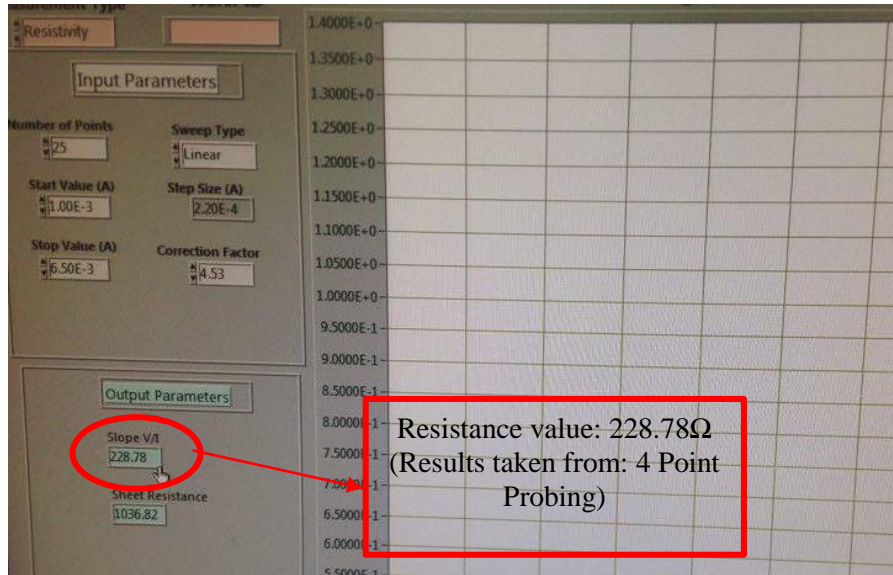 Resistivity
Input Parameters
Number of Points
25
Sweep Type
Linear
Start Value (A)
1.00E-3
Step Size (A)
2.20E-4
Stop Value (A)
6.50E-3
Correction Factor
4.53
Output Parameters
Slope V/I
228.78
Sheet Resistance
1036.82
1.4000E+0
1.3500E+0
1.3000E+0
1.2500E+0
1.2000E+0
1.1500E+0
1.1000E+0
1.0500E+0
1.0000E+0
9.5000E-1
9.0000E-1
8.5000E-1
8.0000E-1
7.5000E-1
7.0000E-1
6.5000E-1
6.0000E-1
Resistance value: 228.78Ω
(Results taken from: 4 Point
Probing)